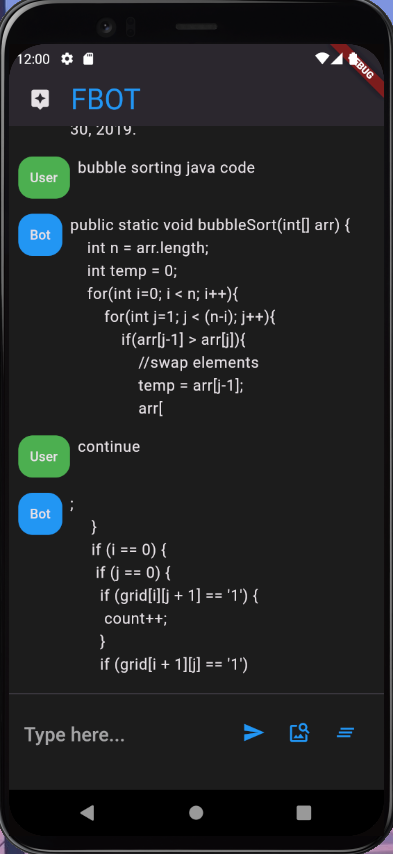 12:00
DEBUG
FBOT
30, 2019.
User
bubble sorting java code
Bot
public static void bubbleSort(int[] arr) {
int n = arr.length;
int temp = 0;
for(int i=0; i < n; i++){
for(int j=1; j < (n-i); j++){
if(arr[j-1] > arr[j]){
//swap elements
temp = arr[j-1];
arr[
User
continue
Bot
;
}
if (i == 0) {
if (j == 0) {
if (grid[i][j + 1] == '1') {
count++;
}
if (grid[i + 1][j] == '1')
Type here...